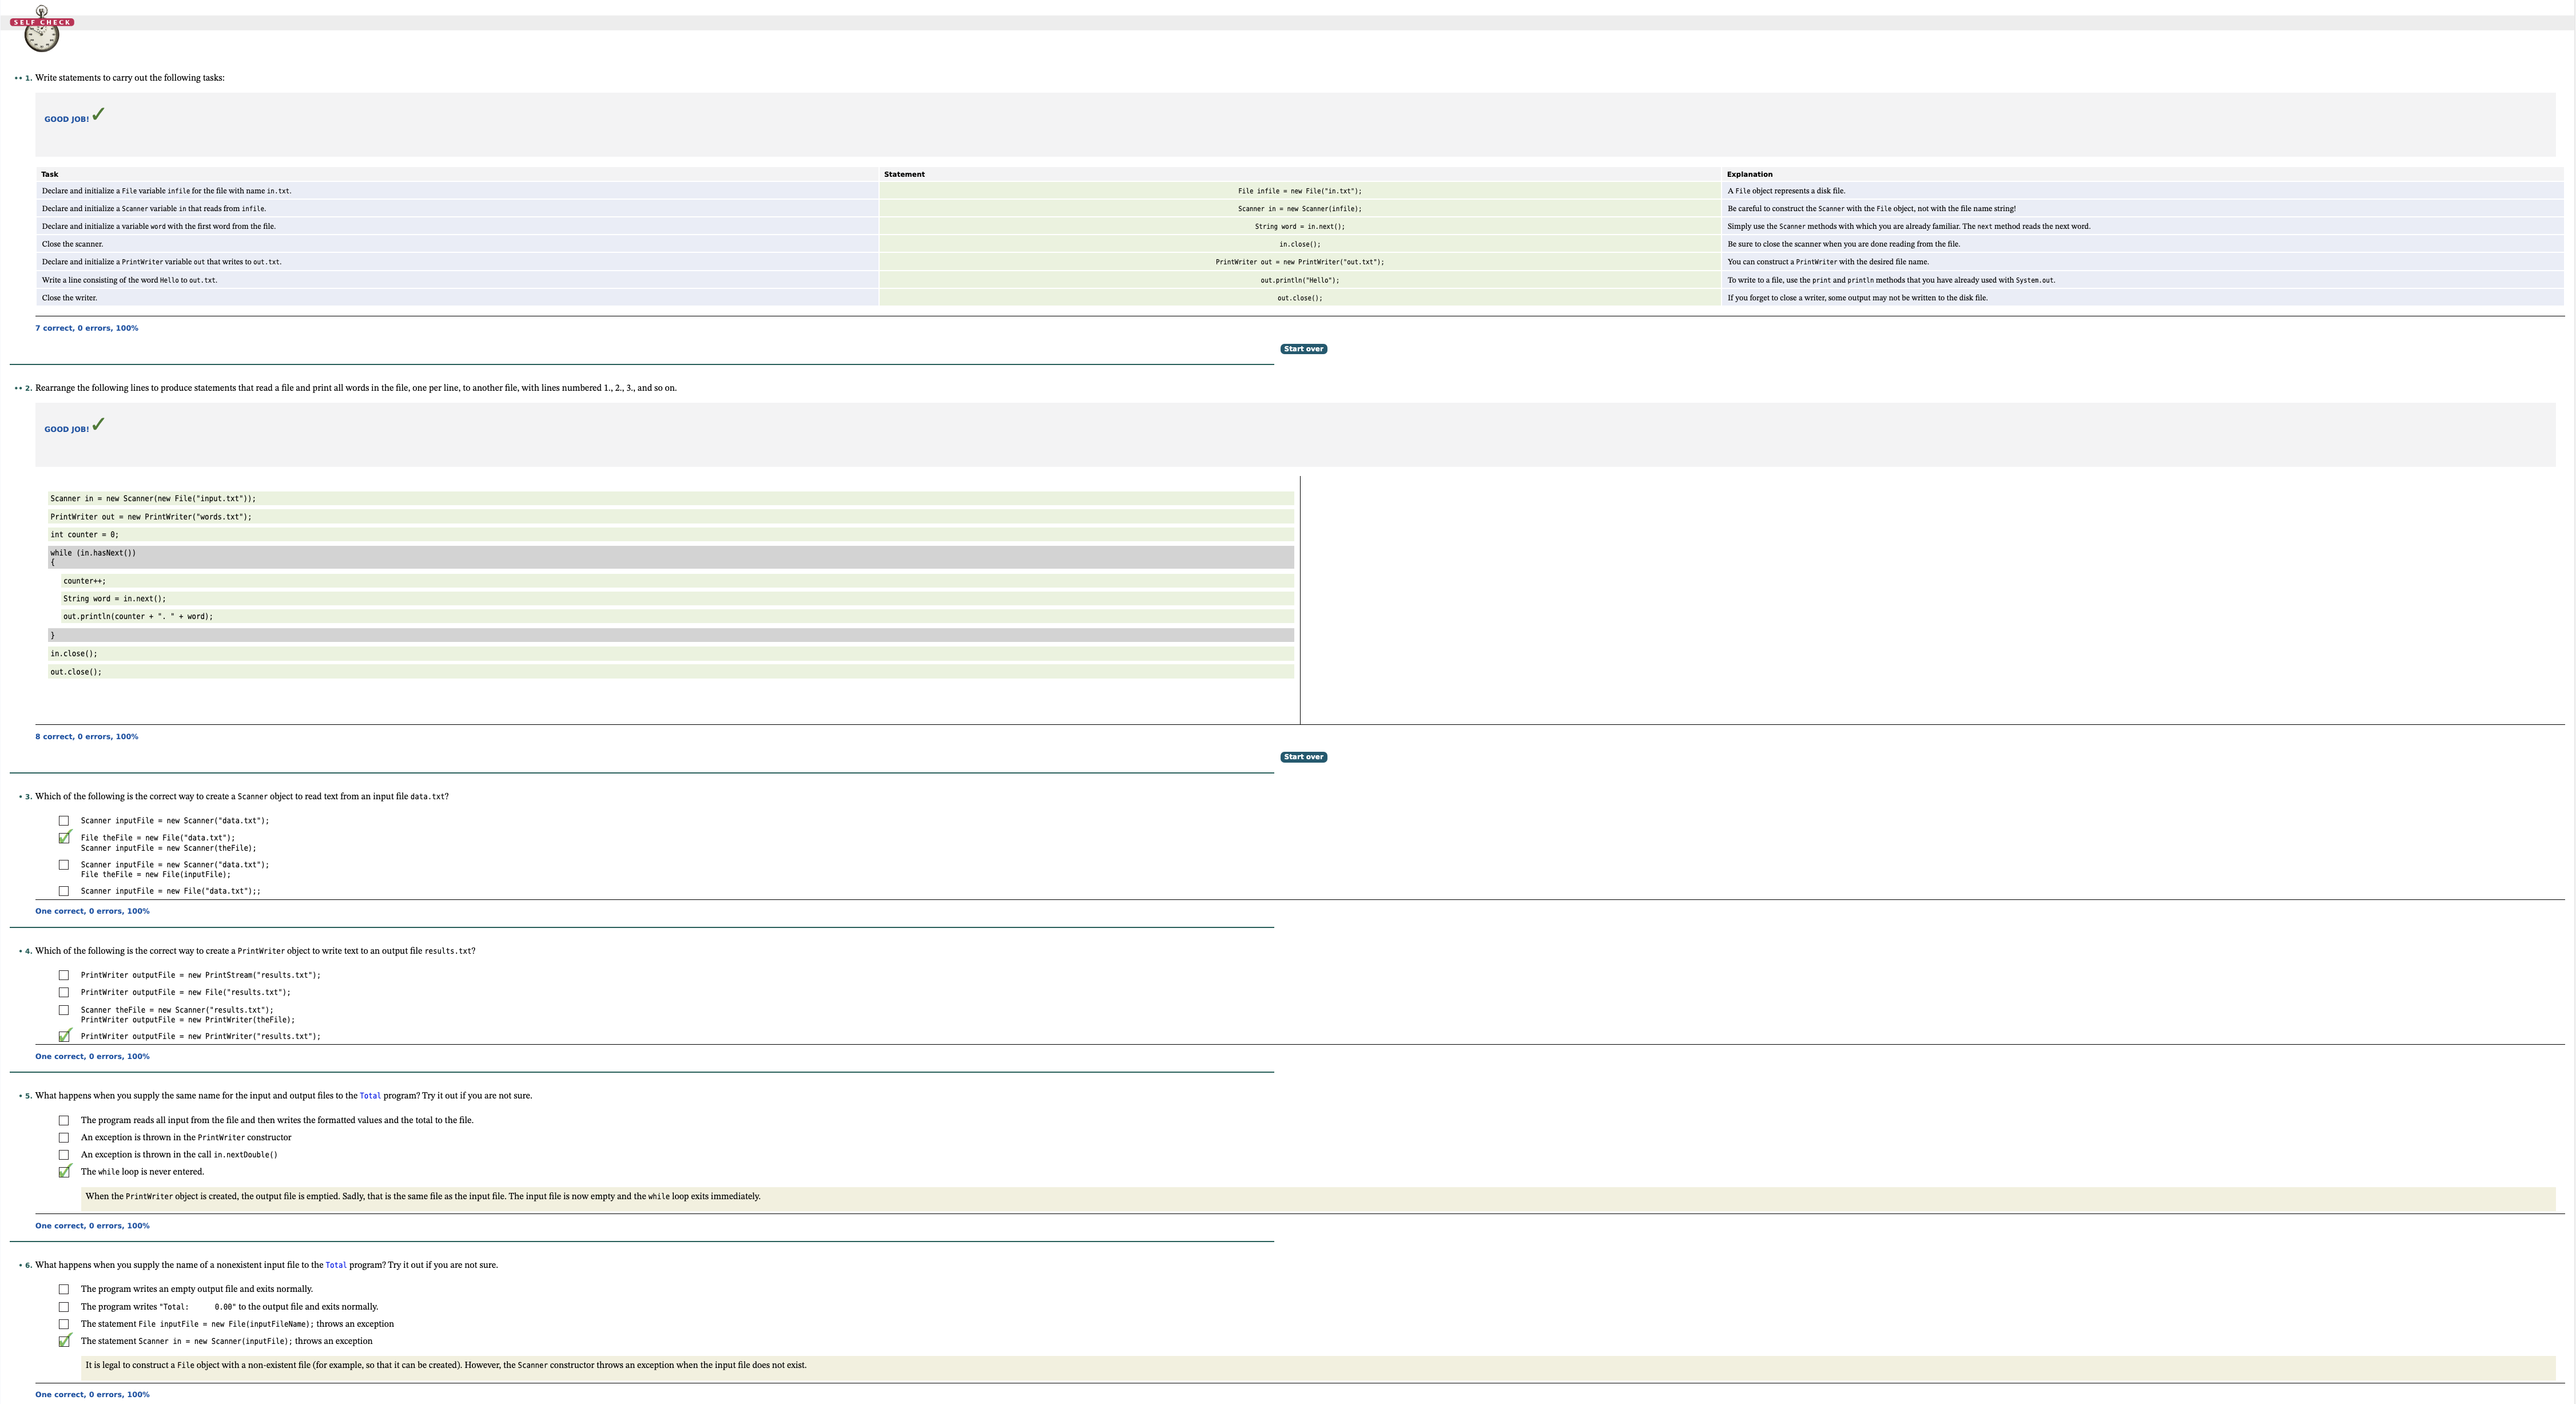 SELF CHECK
•• 1. Write statements to carry out the following tasks:
GOOD JOB!
Task Statement Explanation
Declare and initialize a File variable infile for the file with name in.txt. File infile = new File("in.txt"); A File object represents a disk file.
Declare and initialize a Scanner variable in that reads from infile. Scanner in = new Scanner(infile); Be careful to construct the Scanner with the File object, not with the file name string!
Declare and initialize a variable word with the first word from the file. String word = in.next(); Simply use the Scanner methods with which you are already familiar. The next method reads the next word.
Close the scanner. in.close(); Be sure to close the scanner when you are done reading from the file.
Declare and initialize a PrintWriter variable out that writes to out.txt. PrintWriter out = new PrintWriter("out.txt"); You can construct a PrintWriter with the desired file name.
Write a line consisting of the word Hello to out.txt. out.println("Hello"); To write to a file, use the print and println methods that you have already used with System.out.
Close the writer. out.close(); If you forget to close a writer, some output may not be written to the disk file.
7 correct, 0 errors, 100%
Start over
•• 2. Rearrange the following lines to produce statements that read a file and print all words in the file, one per line, to another file, with lines numbered 1., 2., 3., and so on.
GOOD JOB!
Scanner in = new Scanner(new File("input.txt"));
PrintWriter out = new PrintWriter("words.txt");
int counter = 0;
while (in.hasNext())
{
counter++;
String word = in.next();
out.println(counter + ". " + word);
}
in.close();
out.close();
8 correct, 0 errors, 100%
Start over
• 3. Which of the following is the correct way to create a Scanner object to read text from an input file data.txt?
Scanner inputFile = new Scanner("data.txt");
File theFile = new File("data.txt");
Scanner inputFile = new Scanner(theFile);
Scanner inputFile = new Scanner("data.txt");
File theFile = new File(inputFile);
Scanner inputFile = new File("data.txt");;
One correct, 0 errors, 100%
• 4. Which of the following is the correct way to create a PrintWriter object to write text to an output file results.txt?
PrintWriter outputFile = new PrintStream("results.txt");
PrintWriter outputFile = new File("results.txt");
Scanner theFile = new Scanner("results.txt");
PrintWriter outputFile = new PrintWriter(theFile);
PrintWriter outputFile = new PrintWriter("results.txt");
One correct, 0 errors, 100%
• 5. What happens when you supply the same name for the input and output files to the Total program? Try it out if you are not sure.
The program reads all input from the file and then writes the formatted values and the total to the file.
An exception is thrown in the PrintWriter constructor
An exception is thrown in the call in.nextDouble()
The while loop is never entered.
When the PrintWriter object is created, the output file is emptied. Sadly, that is the same file as the input file. The input file is now empty and the while loop exits immediately.
One correct, 0 errors, 100%
• 6. What happens when you supply the name of a nonexistent input file to the Total program? Try it out if you are not sure.
The program writes an empty output file and exits normally.
The program writes "Total:      0.00" to the output file and exits normally.
The statement File inputFile = new File(inputFileName); throws an exception
The statement Scanner in = new Scanner(inputFile); throws an exception
It is legal to construct a File object with a non-existent file (for example, so that it can be created). However, the Scanner constructor throws an exception when the input file does not exist.
One correct, 0 errors, 100%